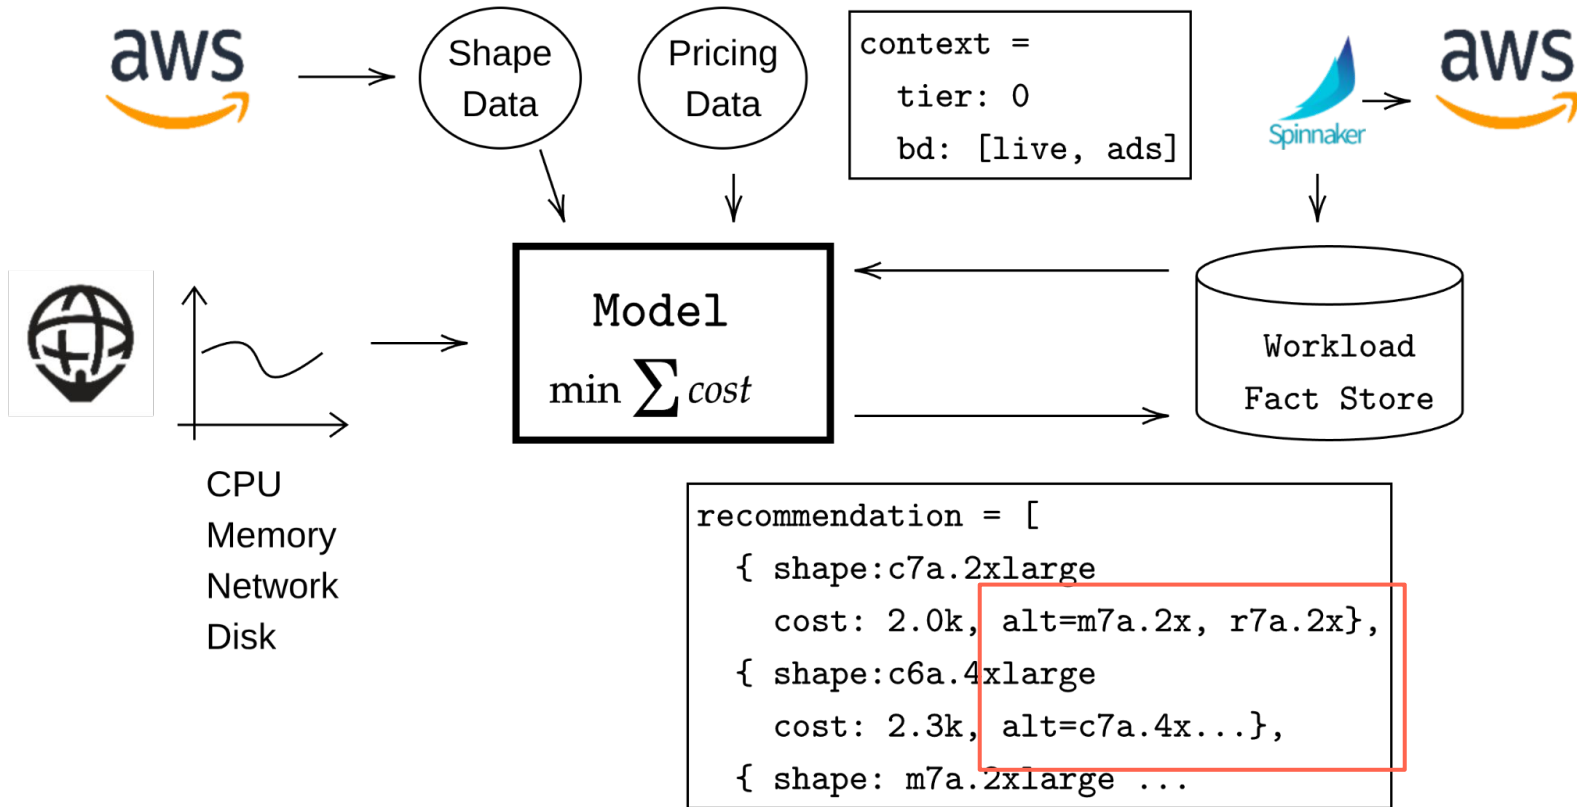 aws
Shape
Data
Pricing
Data
context =
tier: 0
bd: [live, ads]
Spinnaker
aws
Model
min ∑ cost
Workload
Fact Store
CPU
Memory
Network
Disk
recommendation = [
{ shape:c7a.2xlarge
cost: 2.0k, alt=m7a.2x, r7a.2x},
{ shape:c6a.4xlarge
cost: 2.3k, alt=c7a.4x...},
{ shape: m7a.2xlarge ...